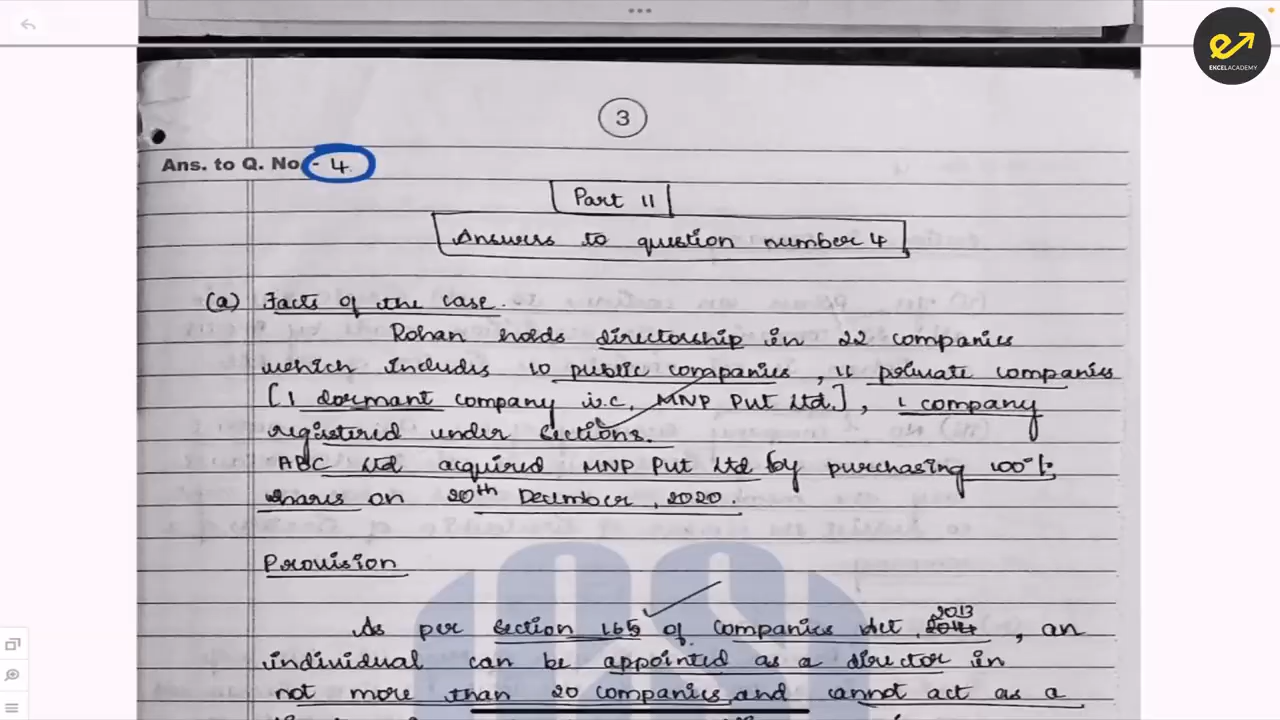 EXCELACADEMY
3
Ans. to Q. No - 4.
Part II
Answers to question number 4
(a) Facts of the case.
Rohan holds directorship in 22 companies
which includes 10 public companies, 11 private companies
[1 dormant company i.e, MNP Pvt Ltd.], 1 company
registered under section 8.
ABC Ltd acquired MNP Pvt Ltd by purchasing 100%
shares on 20th December, 2020.
Provision
As per section 165 of companies Act, 2013, an
individual can be appointed as a director in
not more than 20 companies, and cannot act as a